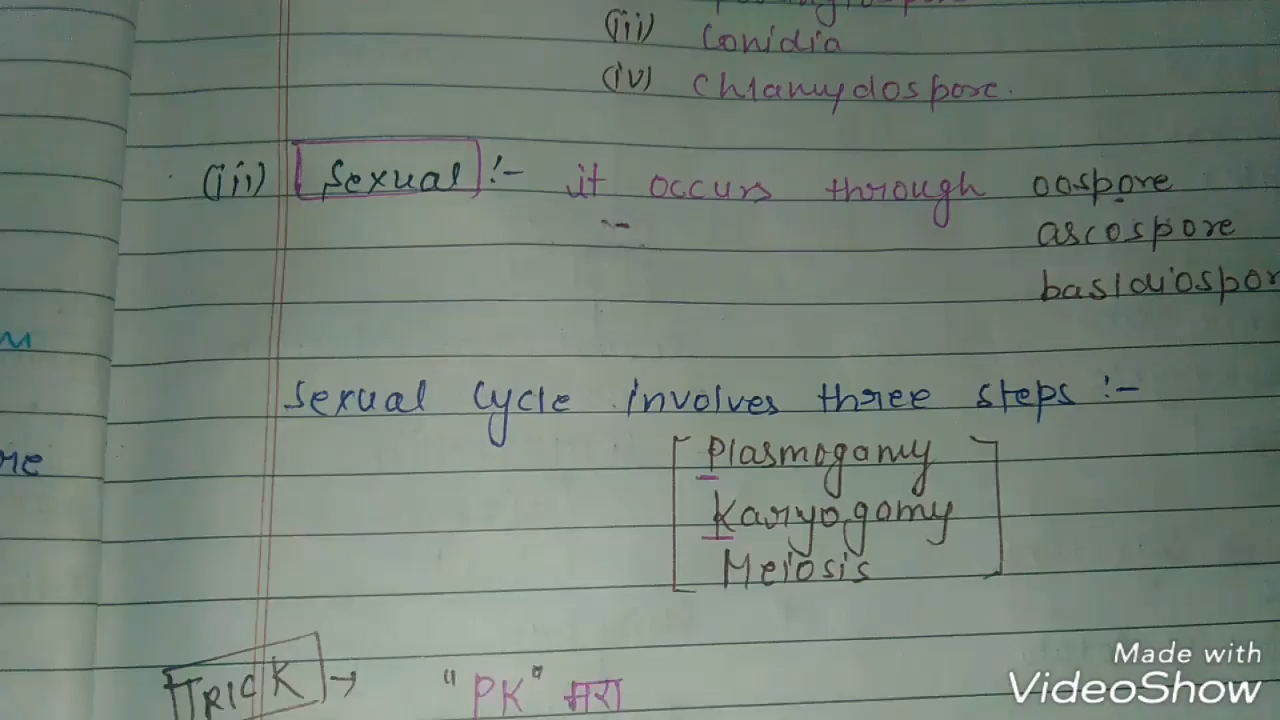 (iii) Conidia
(iv) Chlamydospore.
(iii) Sexual :- it occurs through oospore
ascospore
basidiospor
Sexual cycle involves three steps :-
Plasmogamy
Karyogamy
Meiosis
TRICK → "PK" मरा
Made with
VideoShow